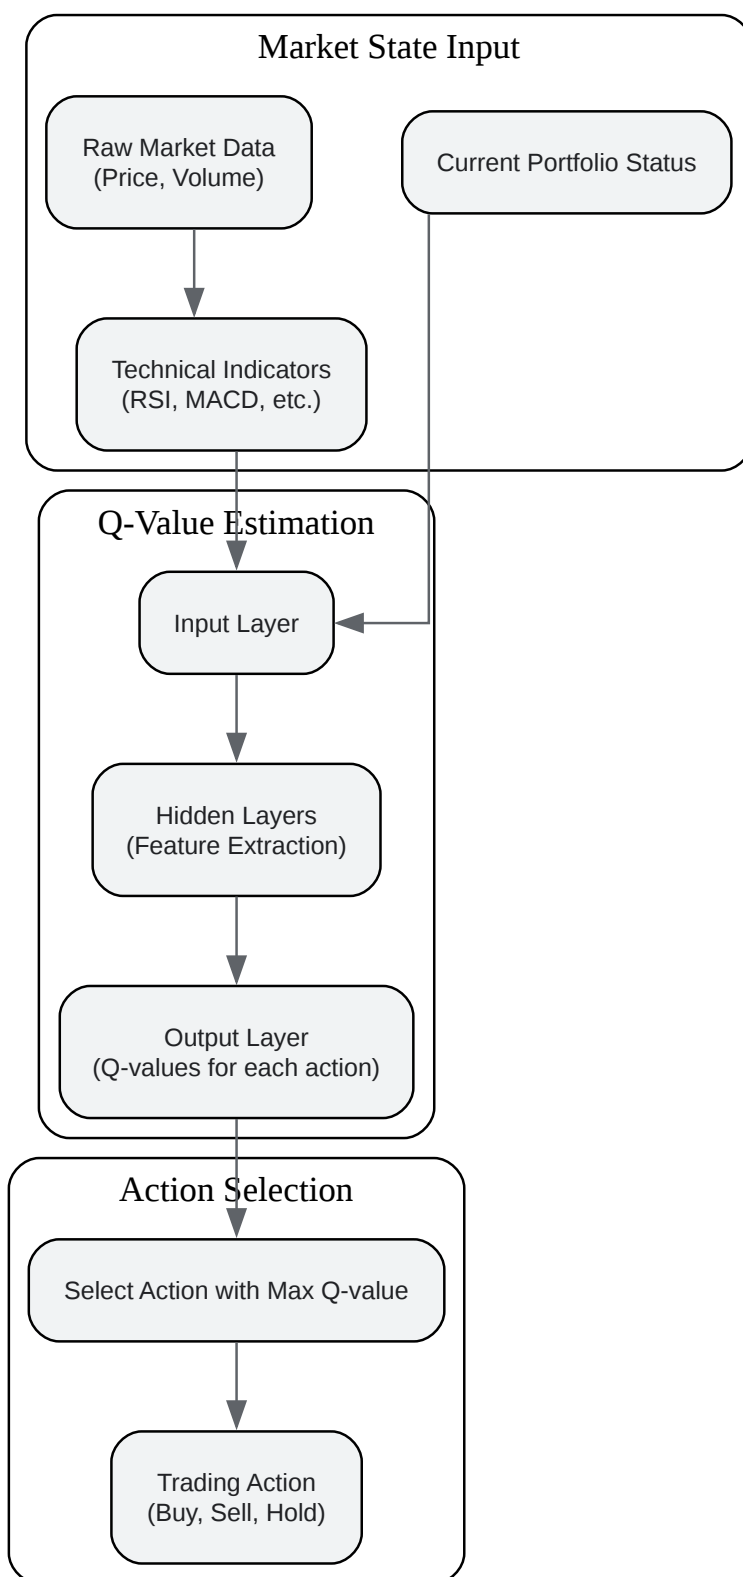 Market State Input
Raw Market Data
(Price, Volume)
Current Portfolio Status
Technical Indicators
(RSI, MACD, etc.)
Q-Value Estimation
Input Layer
Hidden Layers
(Feature Extraction)
Output Layer
(Q-values for each action)
Action Selection
Select Action with Max Q-value
Trading Action
(Buy, Sell, Hold)